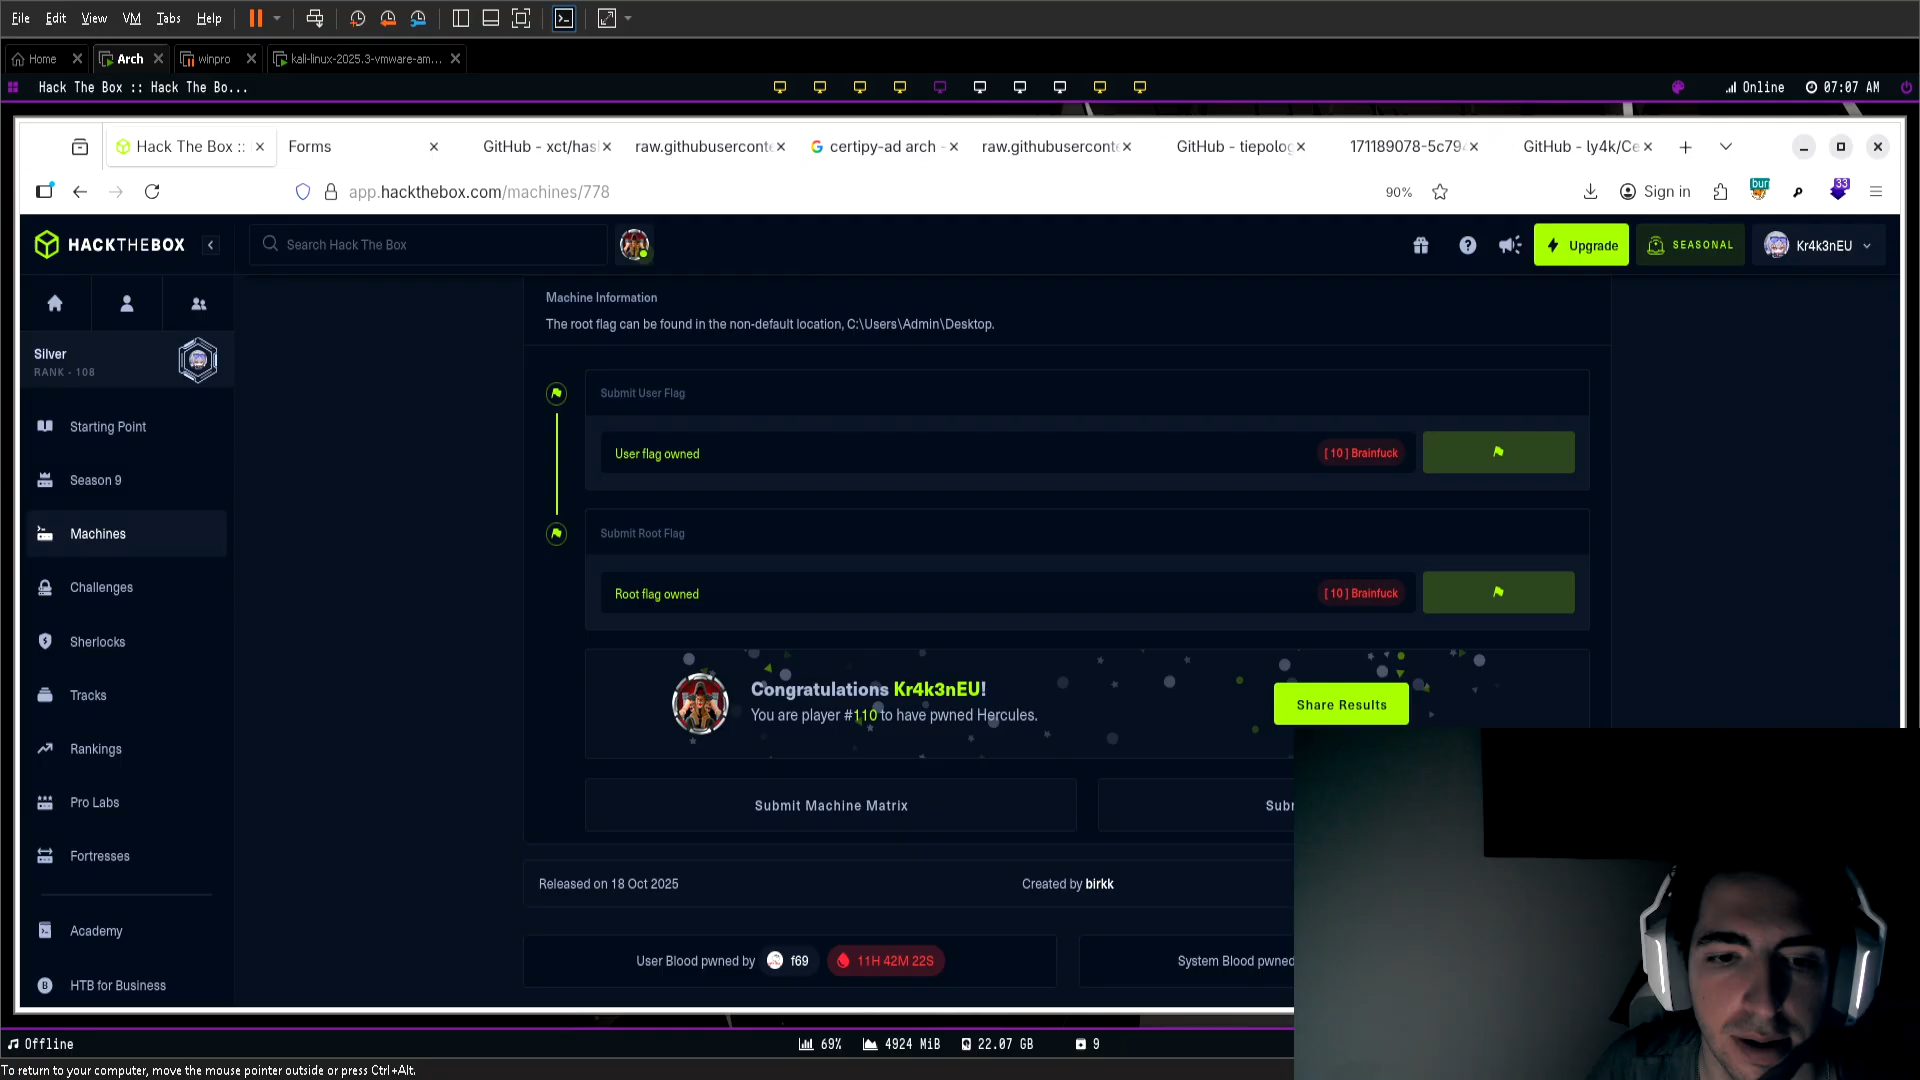 File Edit View VM Tabs Help
Home Arch winpro kali-linux-2025.3-vmware-am...
Hack The Box :: Hack The Bo... Online 07:07 AM
Hack The Box :: Forms GitHub - xct/has raw.githubuserconte certipy-ad arch - raw.githubuserconte GitHub - tiepolog 171189078-5c794 GitHub - ly4k/Ce
app.hackthebox.com/machines/778 90% Sign in bur 33
HACKTHEBOX Search Hack The Box Upgrade SEASONAL Kr4k3nEU
Machine Information
The root flag can be found in the non-default location, C:\Users\Admin\Desktop.
Silver
RANK - 108
Submit User Flag
Starting Point
User flag owned [ 10 ] Brainfuck
Season 9
Machines
Submit Root Flag
Challenges
Root flag owned [ 10 ] Brainfuck
Sherlocks
Tracks
Congratulations Kr4k3nEU!
You are player #110 to have pwned Hercules.
Share Results
Rankings
Pro Labs
Submit Machine Matrix Sub
Fortresses
Released on 18 Oct 2025 Created by birkk
Academy
User Blood pwned by f69 11H 42M 22S System Blood pwned
HTB for Business
Offline 69% 4924 MiB 22.07 GB 9
To return to your computer, move the mouse pointer outside or press Ctrl+Alt.